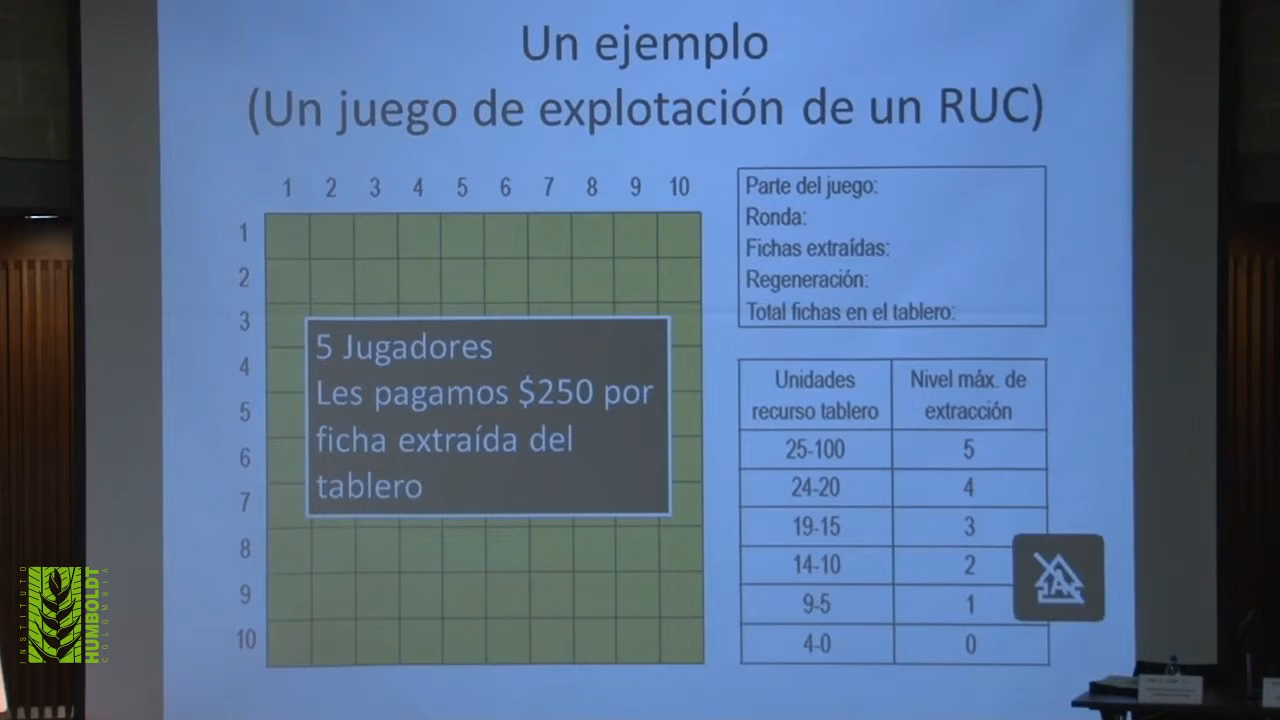 Un ejemplo
(Un juego de explotación de un RUC)
1 2 3 4 5 6 7 8 9 10
1
2
3
4
5
6
7
8
9
10
5 Jugadores
Les pagamos $250 por
ficha extraída del
tablero
Parte del juego:
Ronda:
Fichas extraídas:
Regeneración:
Total fichas en el tablero:
Unidades recurso tablero Nivel máx. de extracción
25-100 5
24-20 4
19-15 3
14-10 2
9-5 1
4-0 0
INSTITUTO
HUMBOLDT
COLOMBIA